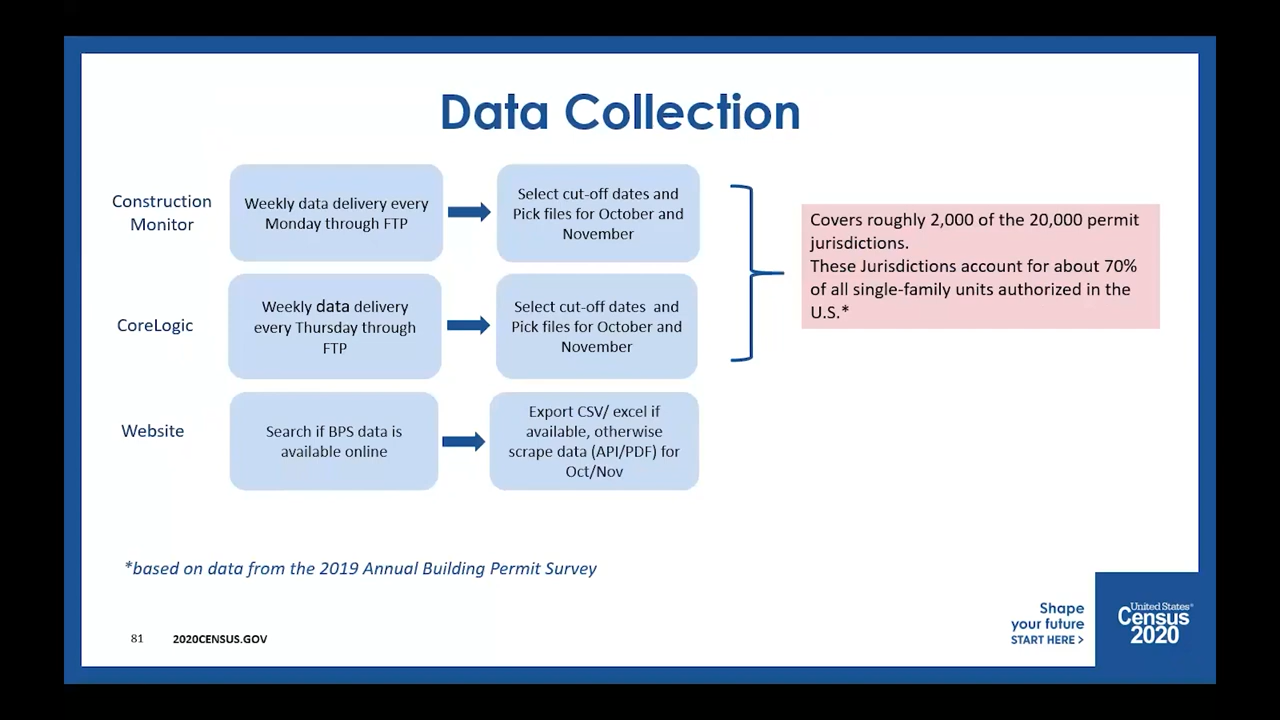 Data Collection
Construction
Monitor
Weekly data delivery every
Monday through FTP
Select cut-off dates and
Pick files for October and
November
Covers roughly 2,000 of the 20,000 permit
jurisdictions.
These Jurisdictions account for about 70%
of all single-family units authorized in the
U.S.*
CoreLogic
Weekly data delivery
every Thursday through
FTP
Select cut-off dates and
Pick files for October and
November
Website
Search if BPS data is
available online
Export CSV/ excel if
available, otherwise
scrape data (API/PDF) for
Oct/Nov
*based on data from the 2019 Annual Building Permit Survey
81
2020CENSUS.GOV
Shape
your future
START HERE >
United States®
Census
2020